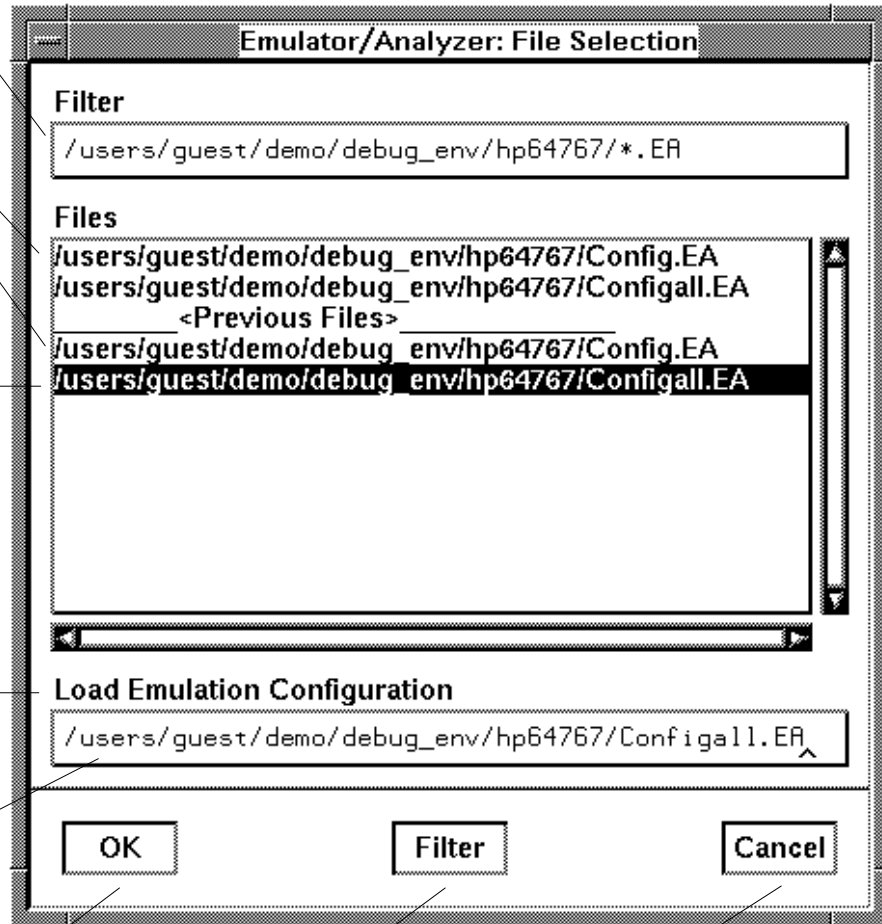 Emulator/Analyzer: File Selection
Filter
/users/guest/demo/debug_env/hp64767/*.EA
Files
/users/guest/demo/debug_env/hp64767/Config.EA
/users/guest/demo/debug_env/hp64767/Configall.EA
________<Previous Files>______________
/users/guest/demo/debug_env/hp64767/Config.EA
/users/guest/demo/debug_env/hp64767/Configall.EA
Load Emulation Configuration
/users/guest/demo/debug_env/hp64767/Configall.EA
OK Filter Cancel